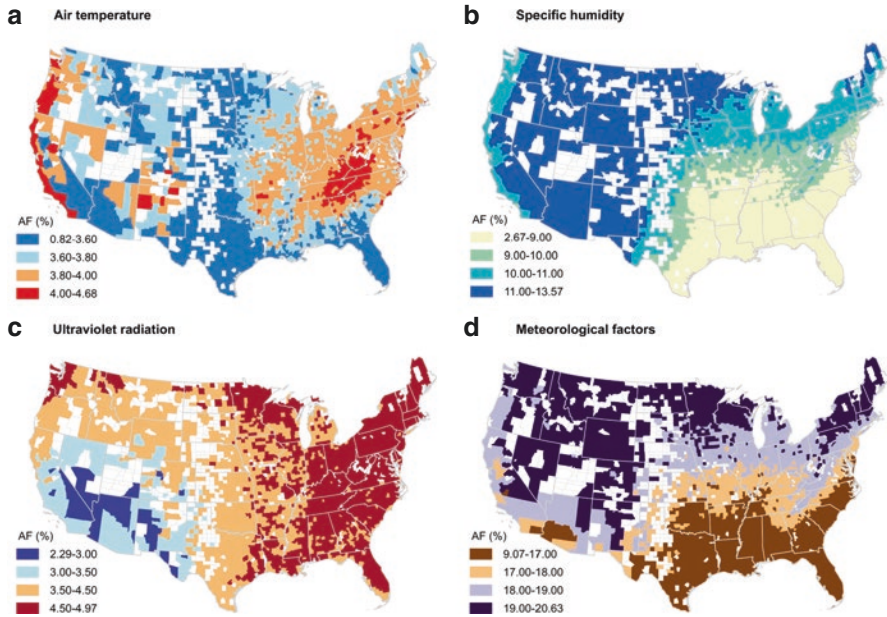 a Air temperature
AF (%)
0.82-3.60
3.60-3.80
3.80-4.00
4.00-4.68
b Specific humidity
AF (%)
2.67-9.00
9.00-10.00
10.00-11.00
11.00-13.57
c Ultraviolet radiation
AF (%)
2.29-3.00
3.00-3.50
3.50-4.50
4.50-4.97
d Meteorological factors
AF (%)
9.07-17.00
17.00-18.00
18.00-19.00
19.00-20.63